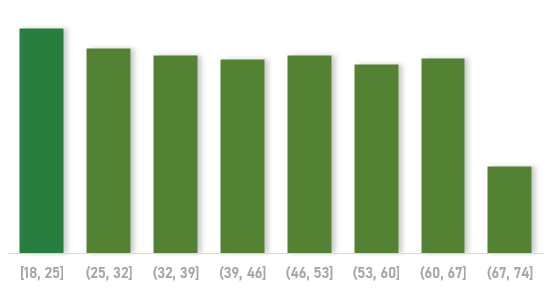 [18, 25] (25, 32] (32, 39] (39, 46] (46, 53] (53, 60] (60, 67] (67, 74]